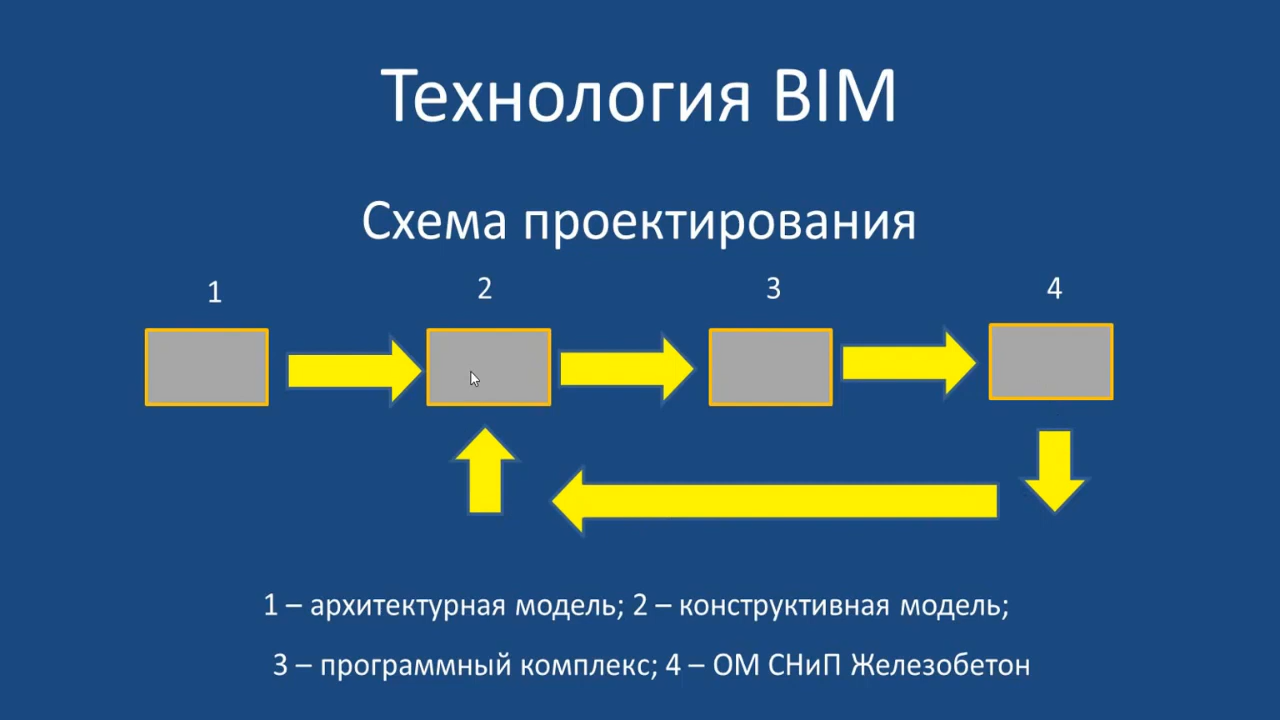 Технология BIM
Схема проектирования
1 2 3 4
1 – архитектурная модель; 2 – конструктивная модель;
3 – программный комплекс; 4 – ОМ СНиП Железобетон